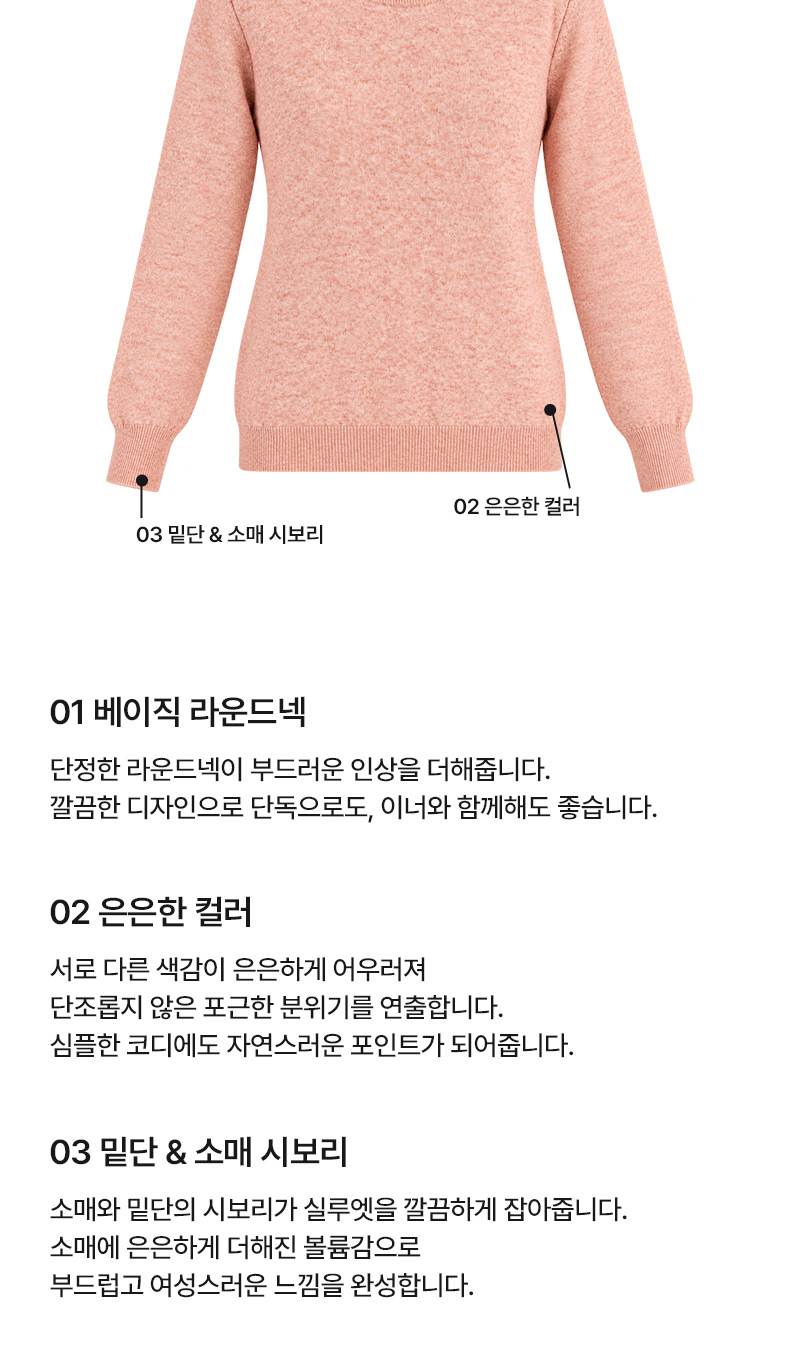 02 은은한 컬러
03 밑단 & 소매 시보리
01 베이직 라운드넥
단정한 라운드넥이 부드러운 인상을 더해줍니다.
깔끔한 디자인으로 단독으로도, 이너와 함께해도 좋습니다.
02 은은한 컬러
서로 다른 색감이 은은하게 어우러져
단조롭지 않은 포근한 분위기를 연출합니다.
심플한 코디에도 자연스러운 포인트가 되어줍니다.
03 밑단 & 소매 시보리
소매와 밑단의 시보리가 실루엣을 깔끔하게 잡아줍니다.
소매에 은은하게 더해진 볼륨감으로
부드럽고 여성스러운 느낌을 완성합니다.